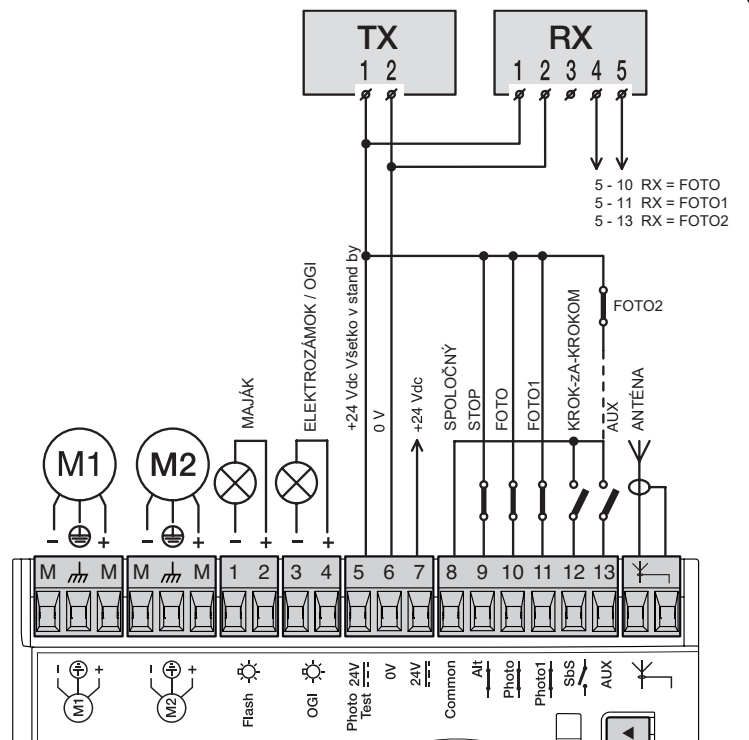 TX
RX
1 2
1 2 3 4 5
5 - 10 RX = FOTO
5 - 11 RX = FOTO1
5 - 13 RX = FOTO2
MAJÁK
ELEKTROZÁMOK / OGI
+24 Vdc Všetko v stand by
0 V
+24 Vdc
SPOLOČNÝ
STOP
FOTO
FOTO1
KROK-zA-KROKOM
FOTO2
AUX
ANTÉNA
M1
M2
- +
- +
- +
- +
M M M M 1 2 3 4 5 6 7 8 9 10 11 12 13
- +
M1
- +
M2
Flash
OGI
Photo 24V
Test
0V
24V
Common
Alt
Photo
Photo1
SbS
AUX